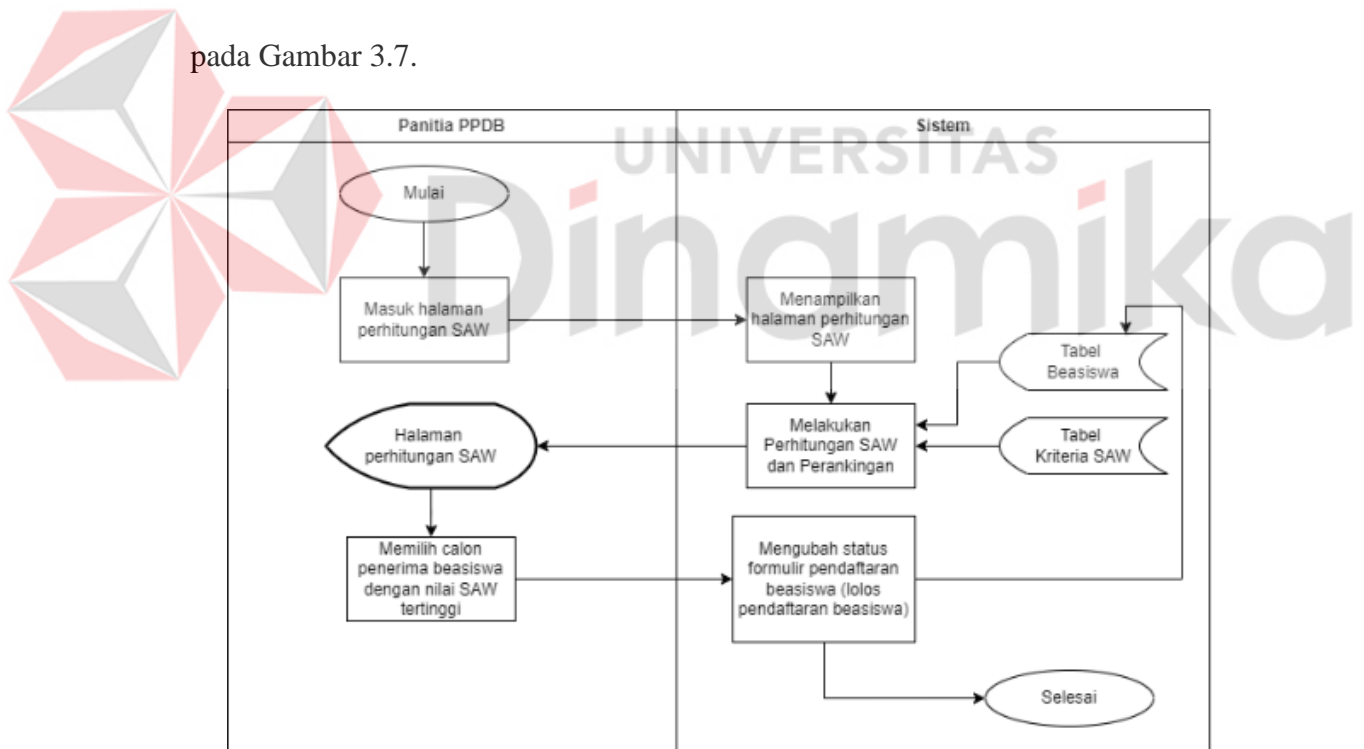 pada Gambar 3.7.
UNIVERSITAS
Dinamika
Panitia PPDB
Sistem
Mulai
Masuk halaman
perhitungan SAW
Menampilkan
halaman perhitungan
SAW
Tabel
Beasiswa
Halaman
perhitungan SAW
Melakukan
Perhitungan SAW
dan Perankingan
Tabel
Kriteria SAW
Memilih calon
penerima beasiswa
dengan nilai SAW
tertinggi
Mengubah status
formulir pendaftaran
beasiswa (lolos
pendaftaran beasiswa)
Selesai